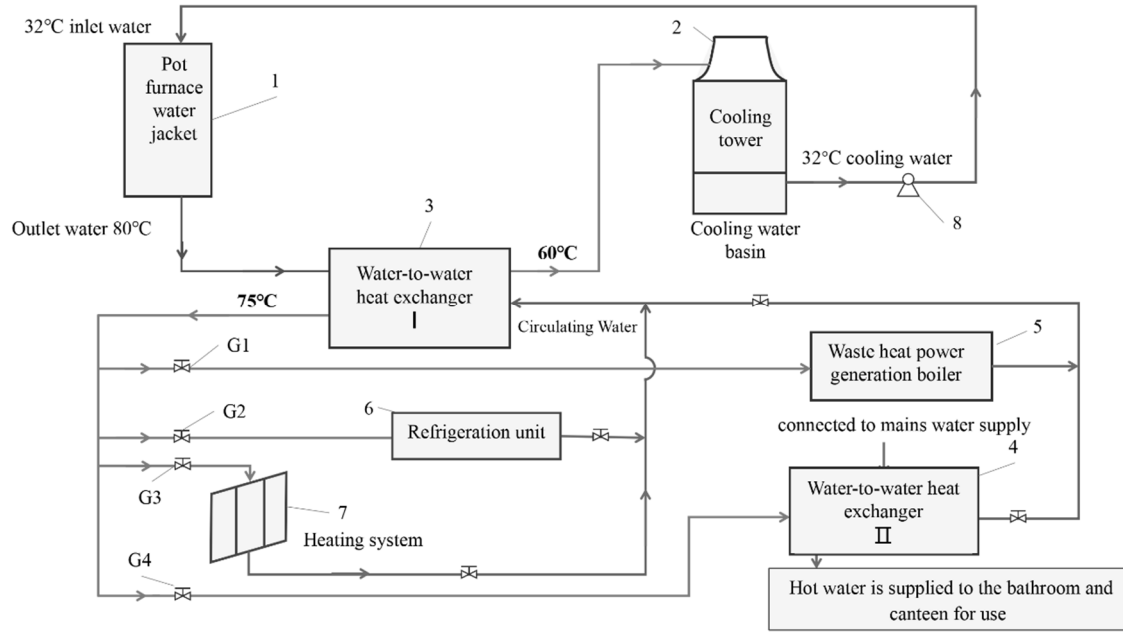 32℃ inlet water
2
Pot
furnace
water
jacket
1
Cooling
tower
32℃ cooling water
8
Cooling water
basin
Outlet water 80℃
3
60℃
Water-to-water
heat exchanger
I
75℃
Circulating Water
5
G1
Waste heat power
generation boiler
6
G2
Refrigeration unit
connected to mains water supply
4
G3
7
Heating system
Water-to-water heat
exchanger
II
G4
Hot water is supplied to the bathroom and
canteen for use